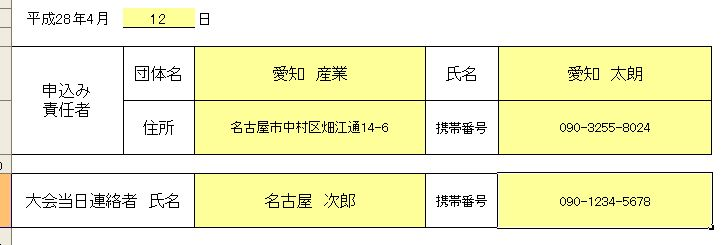 平成28年4月 12 日
申込み
責任者
団体名 愛知 産業 氏名 愛知 太朗
住所 名古屋市中村区畑江通14-6 携帯番号 090-3255-8024
大会当日連絡者 氏名 名古屋 次郎 携帯番号 090-1234-5678